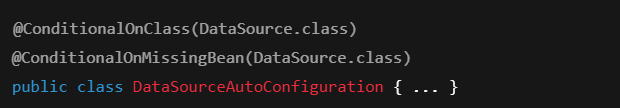 @ConditionalOnClass(DataSource.class)
@ConditionalOnMissingBean(DataSource.class)
public class DataSourceAutoConfiguration { ... }